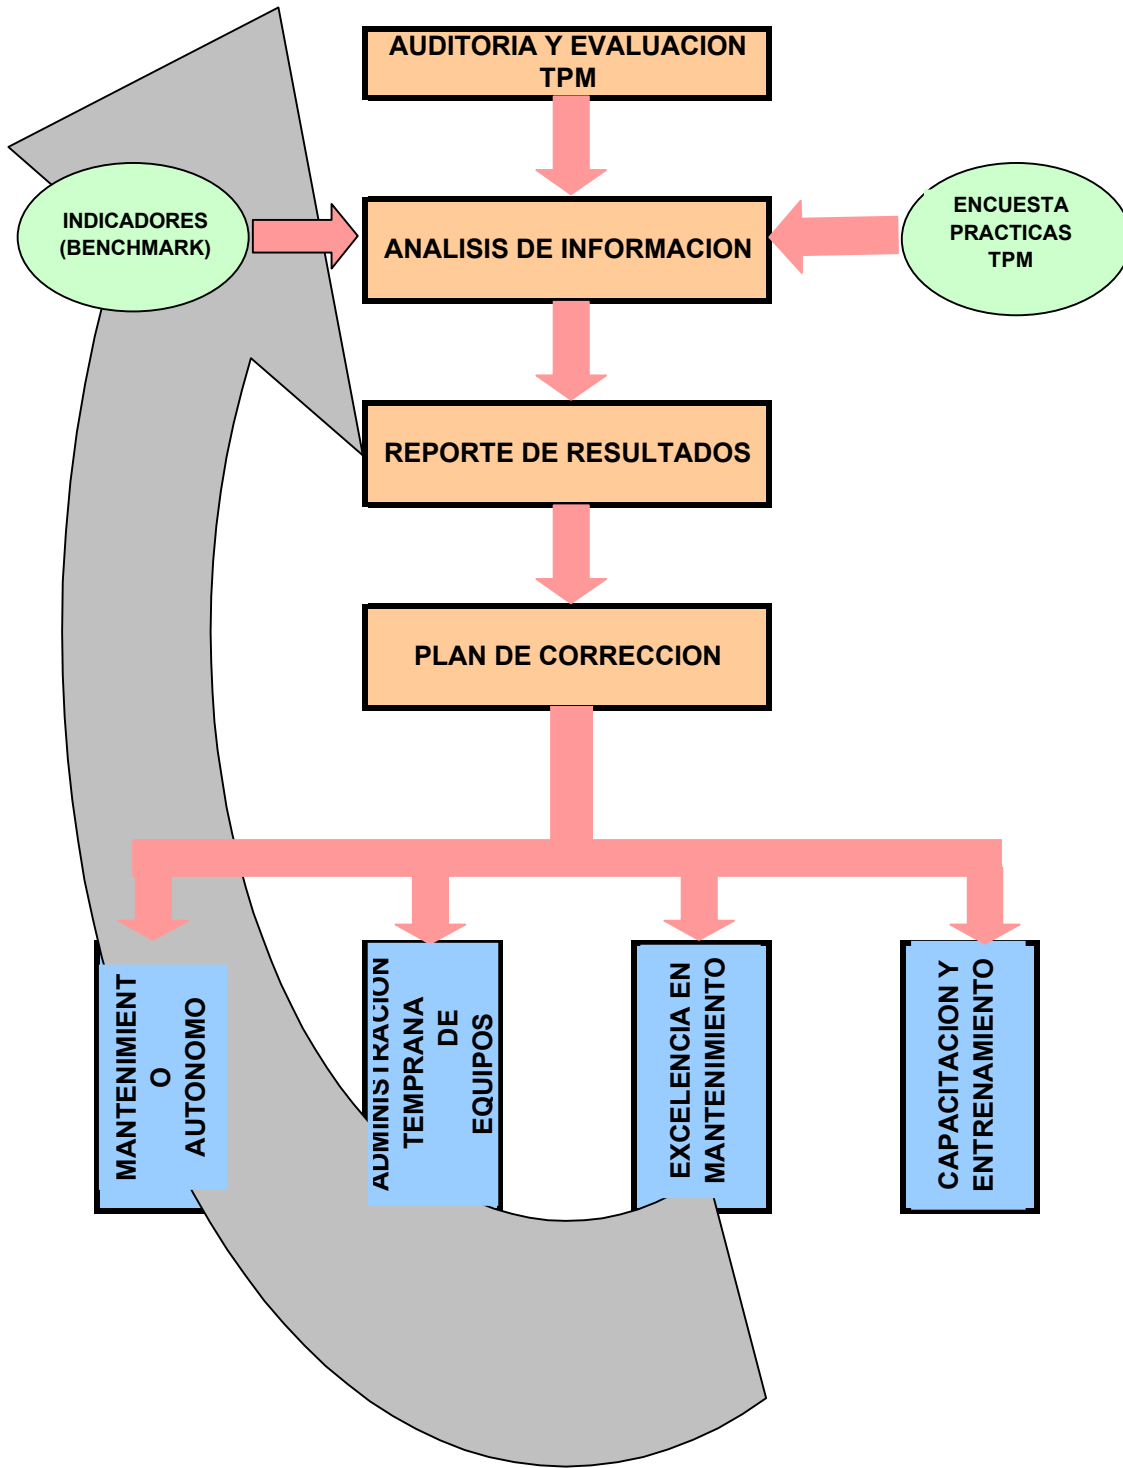 AUDITORIA Y EVALUACION
TPM
INDICADORES
(BENCHMARK)
ANALISIS DE INFORMACION
ENCUESTA
PRACTICAS
TPM
REPORTE DE RESULTADOS
PLAN DE CORRECCION
MANTENIMIENT
O
AUTONOMO
ADMINISTRACION
TEMPRANA
DE
EQUIPOS
EXCELENCIA EN
MANTENIMIENTO
CAPACITACION Y
ENTRENAMIENTO